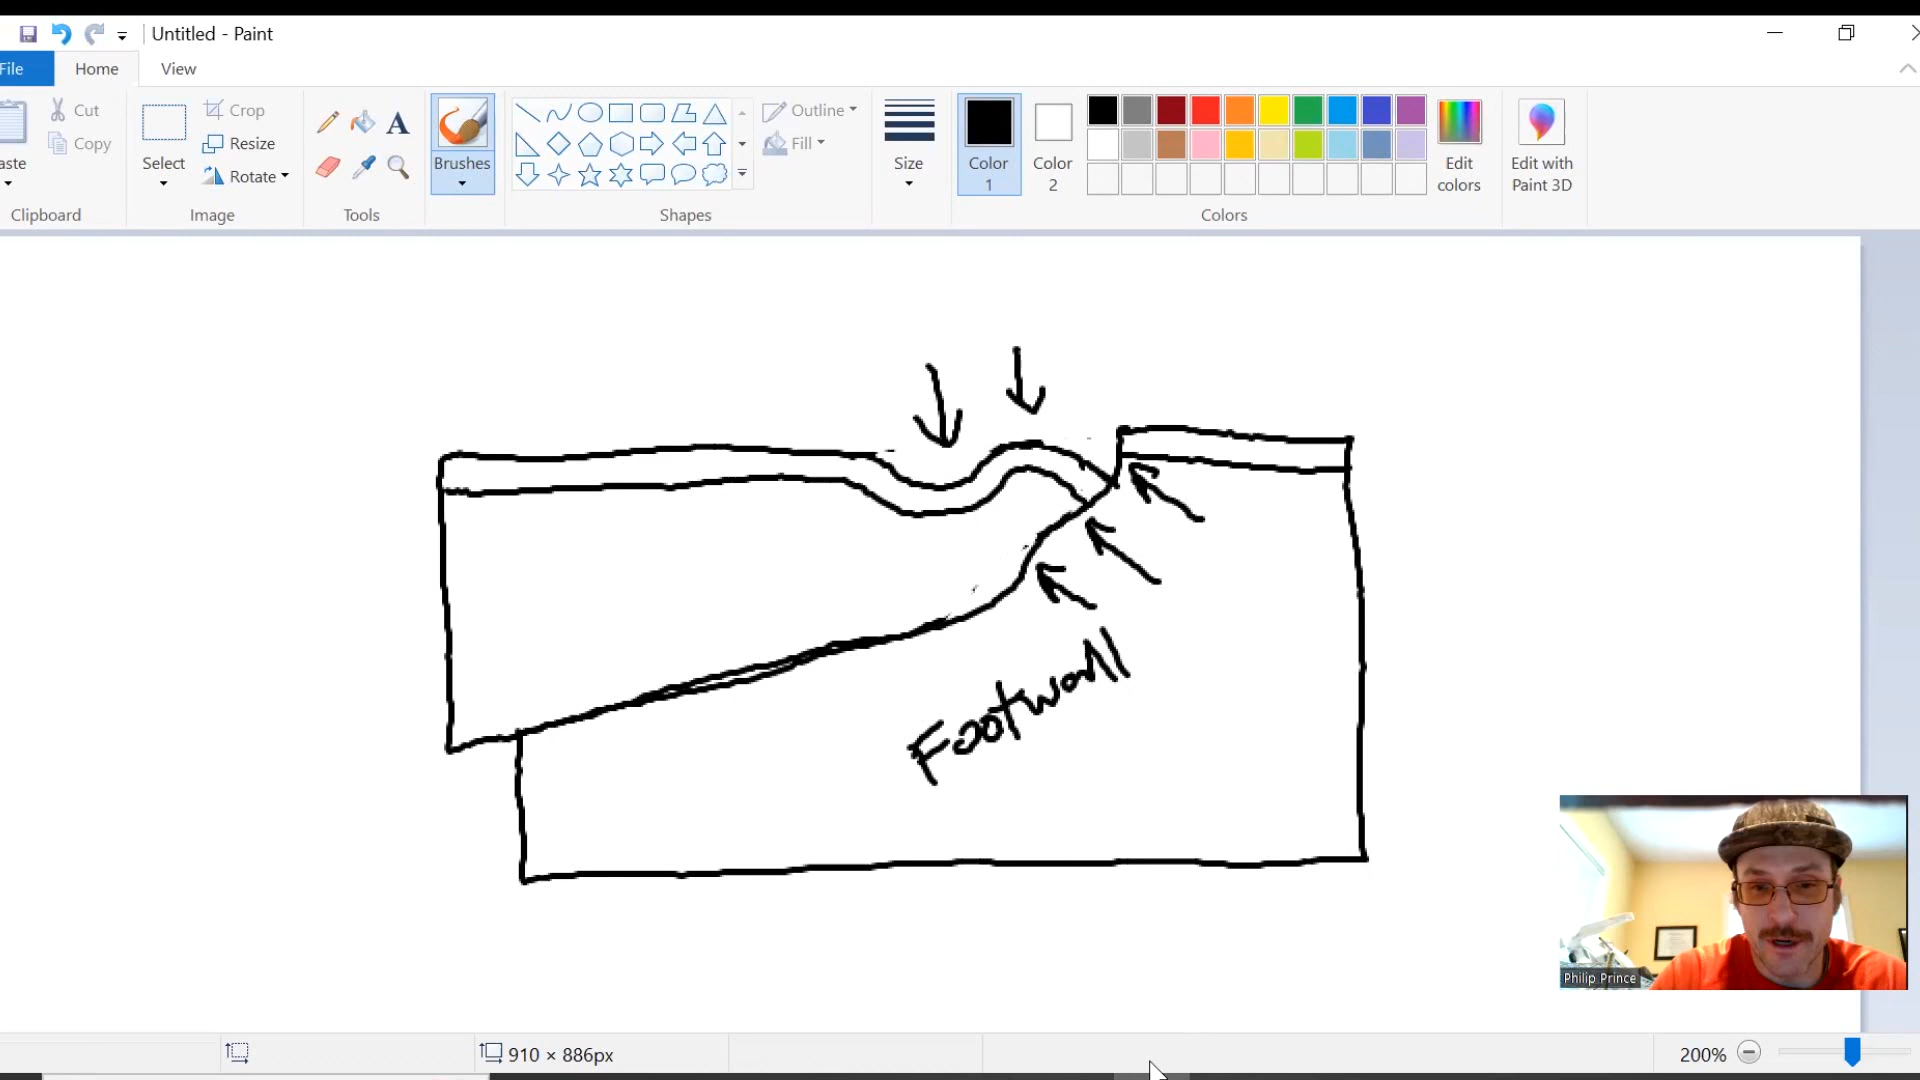 Untitled - Paint
File
Home
View
aste
Cut
Copy
Clipboard
Select
Crop
Resize
Rotate
Image
A
Tools
Brushes
Outline
Fill
Shapes
Size
Color
1
Color
2
Colors
Edit
colors
Edit with
Paint 3D
Footwall
Philip Prince
910 × 886px
200%